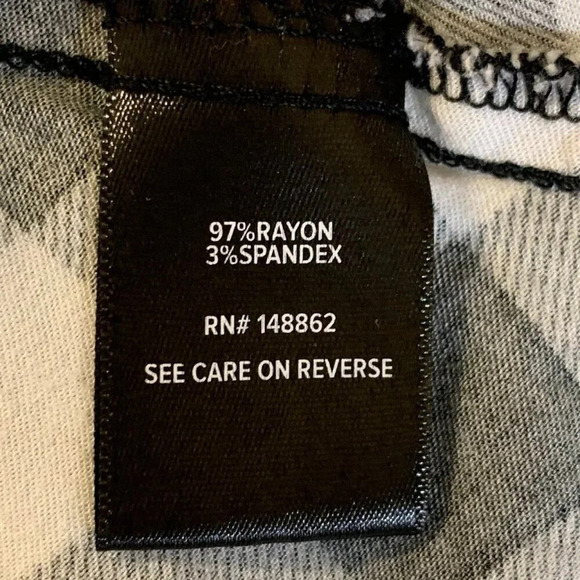 97%RAYON
3%SPANDEX
RN# 148862
SEE CARE ON REVERSE